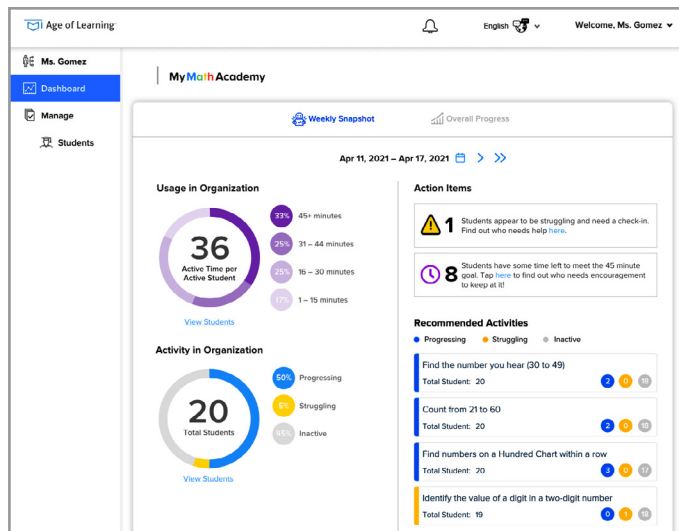 Age of Learning
English
Welcome, Ms. Gomez
Ms. Gomez
Dashboard
Manage
Students
My Math Academy
Weekly Snapshot
Overall Progress
Apr 11, 2021 – Apr 17, 2021
Usage in Organization
36
Active Time per
Active Student
33% 45+ minutes
25% 31 – 44 minutes
25% 16 – 30 minutes
17% 1 – 15 minutes
View Students
Activity in Organization
20
Total Students
50% Progressing
5% Struggling
45% Inactive
View Students
Action Items
1
Students appear to be struggling and need a check-in.
Find out who needs help here.
8
Students have some time left to meet the 45 minute
goal. Tap here to find out who needs encouragement
to keep at it!
Recommended Activities
Progressing Struggling Inactive
Find the number you hear (30 to 49)
Total Student: 20 2 0 18
Count from 21 to 60
Total Student: 20 2 0 18
Find numbers on a Hundred Chart within a row
Total Student: 20 3 0 17
Identify the value of a digit in a two-digit number
Total Student: 19 0 1 18